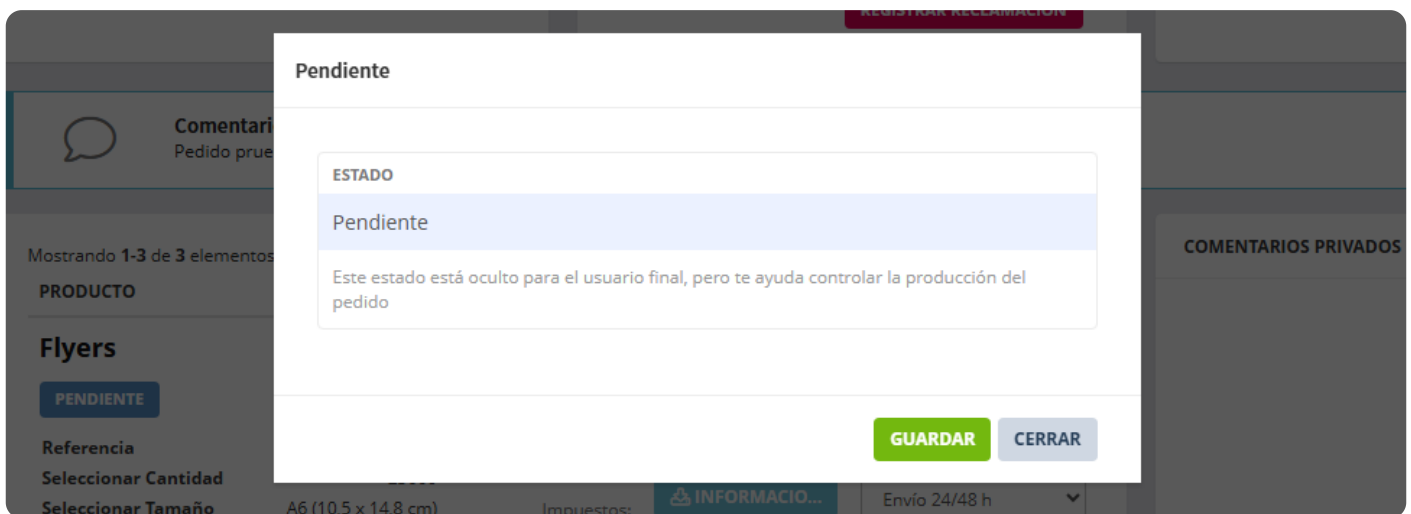 REGISTRAR RECLAMACIÓN
Pendiente
Comentari
Pedido prue
ESTADO
Pendiente
Este estado está oculto para el usuario final, pero te ayuda controlar la producción del
pedido
Mostrando 1-3 de 3 elementos
COMENTARIOS PRIVADOS
PRODUCTO
Flyers
PENDIENTE
GUARDAR CERRAR
Referencia
Seleccionar Cantidad
Seleccionar Tamaño A6 (10.5 x 14.8 cm) Impuestos: INFORMACIO... Envío 24/48 h